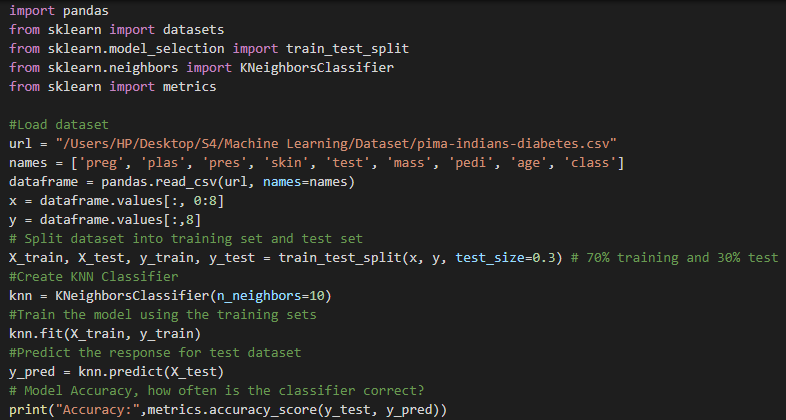 import pandas
from sklearn import datasets
from sklearn.model_selection import train_test_split
from sklearn.neighbors import KNeighborsClassifier
from sklearn import metrics

#Load dataset
url = "/Users/HP/Desktop/S4/Machine Learning/Dataset/pima-indians-diabetes.csv"
names = ['preg', 'plas', 'pres', 'skin', 'test', 'mass', 'pedi', 'age', 'class']
dataframe = pandas.read_csv(url, names=names)
x = dataframe.values[:, 0:8]
y = dataframe.values[:,8]
# Split dataset into training set and test set
X_train, X_test, y_train, y_test = train_test_split(x, y, test_size=0.3) # 70% training and 30% test
#Create KNN Classifier
knn = KNeighborsClassifier(n_neighbors=10)
#Train the model using the training sets
knn.fit(X_train, y_train)
#Predict the response for test dataset
y_pred = knn.predict(X_test)
# Model Accuracy, how often is the classifier correct?
print("Accuracy:",metrics.accuracy_score(y_test, y_pred))